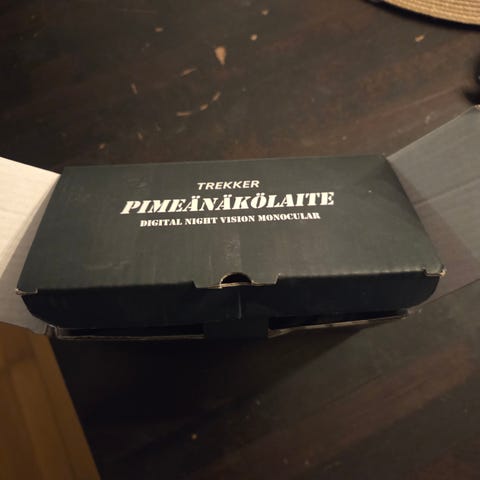 TREKKER
PIMEÄNÄKÖLAITE
DIGITAL NIGHT VISION MONOCULAR